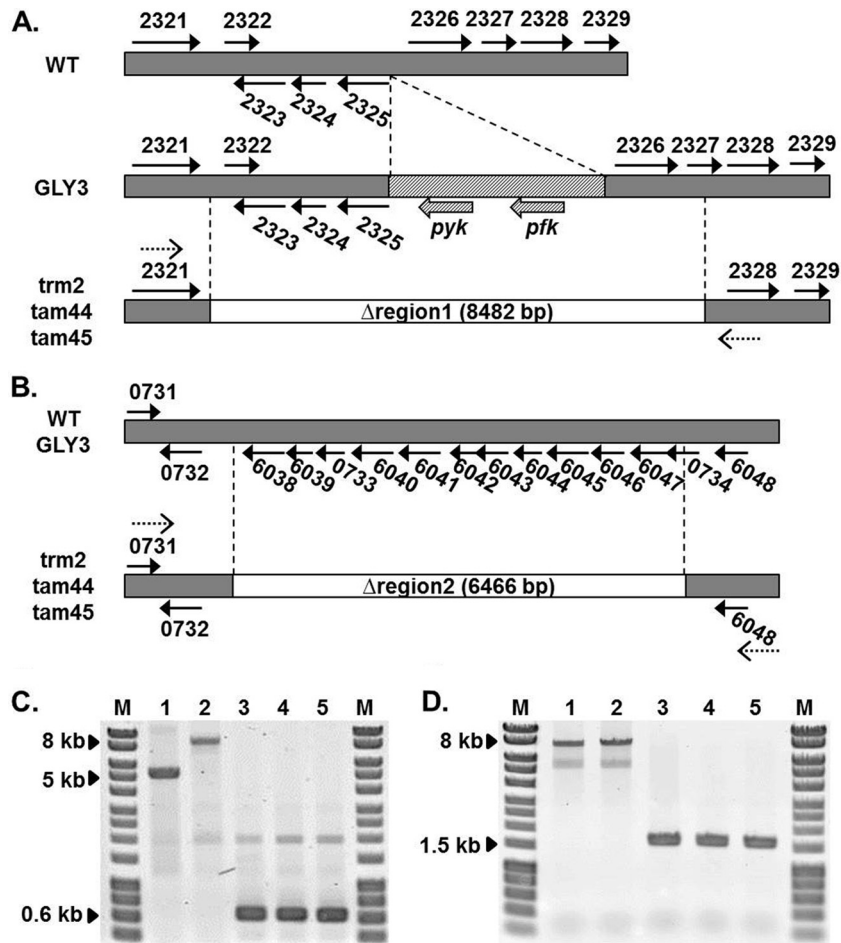 A.
2321 2322 2326 2327 2328 2329
WT
2323 2324 2325
2321 2322 2326 2327 2328 2329
GLY3
2323 2324 2325 pyk pfk
trm2 2321 2328 2329
tam44 ∆region1 (8482 bp)
tam45
B.
0731
WT
GLY3
0732 6038 6039 0733 6040 6041 6042 6043 6044 6045 6046 6047 0734 6048
0731
trm2
tam44 ∆region2 (6466 bp)
tam45
0732 6048
C. M 1 2 3 4 5 M
8 kb
5 kb
0.6 kb
D. M 1 2 3 4 5 M
8 kb
1.5 kb